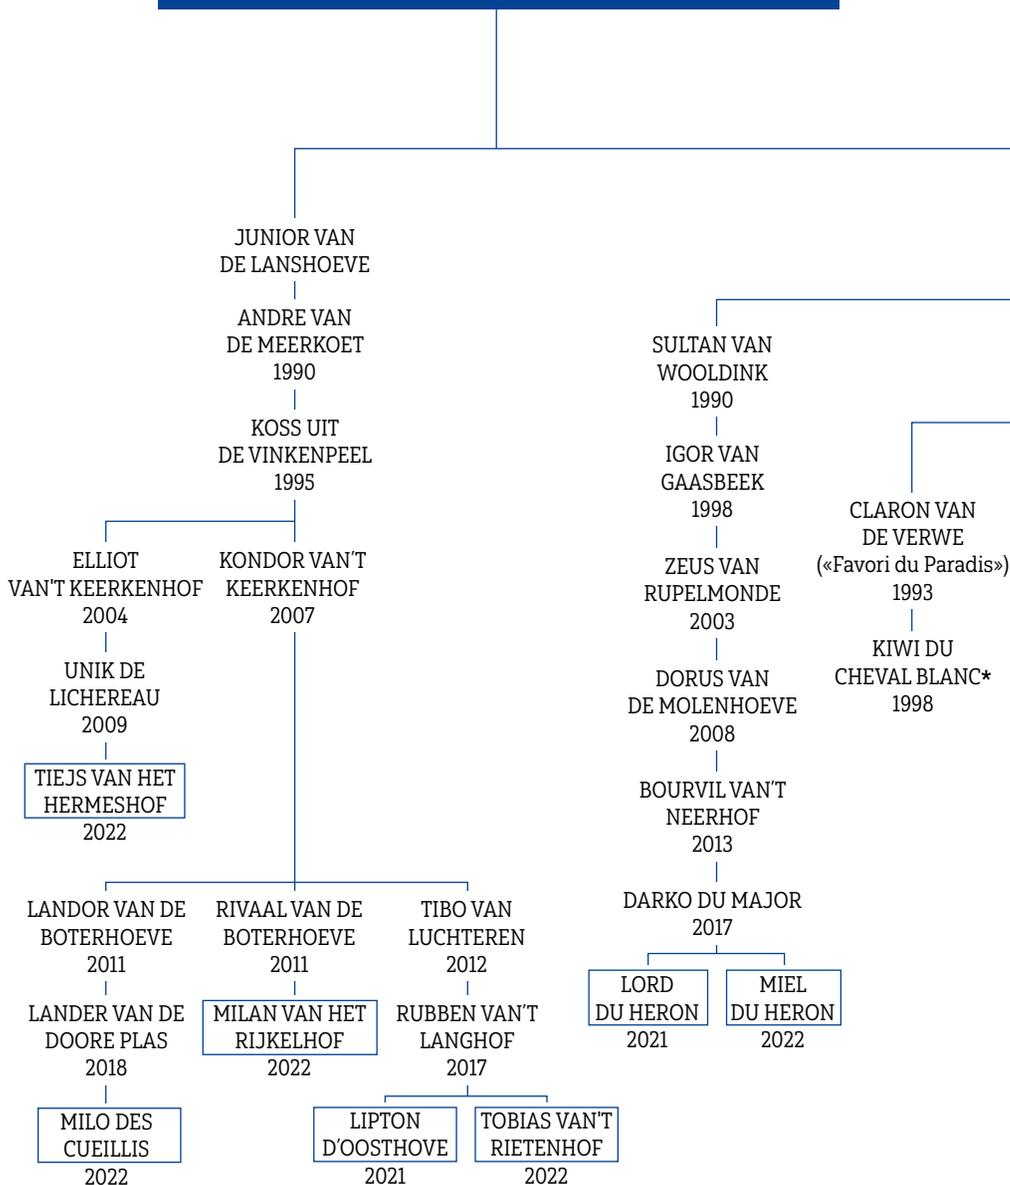 JUNIOR VAN
DE LANSHOEVE
ANDRE VAN
DE MEERKOET
1990
KOSS UIT
DE VINKENPEEL
1995
ELLIOT
VAN'T KEERKENHOF
2004
UNIK DE
LICHEREAU
2009
TIEJS VAN HET
HERMESHOF
2022
KONDOR VAN'T
KEERKENHOF
2007
LANDOR VAN DE
BOTERHOEVE
2011
LANDER VAN DE
DOORE PLAS
2018
MILO DES
CUEILLIS
2022
RIVAAL VAN DE
BOTERHOEVE
2011
MILAN VAN HET
RIJKELHOF
2022
TIBO VAN
LUCHTEREN
2012
RUBBEN VAN'T
LANGHOF
2017
LIPTON
D'OOSTHOVE
2021
TOBIAS VAN'T
RIETENHOF
2022
SULTAN VAN
WOOLDINK
1990
IGOR VAN
GAASBEEK
1998
ZEUS VAN
RUPELMONDE
2003
DORUS VAN
DE MOLENHOEVE
2008
BOURVIL VAN'T
NEERHOF
2013
DARKO DU MAJOR
2017
LORD
DU HERON
2021
MIEL
DU HERON
2022
CLARON VAN
DE VERWE
(«Favori du Paradis»)
1993
KIWI DU
CHEVAL BLANC*
1998